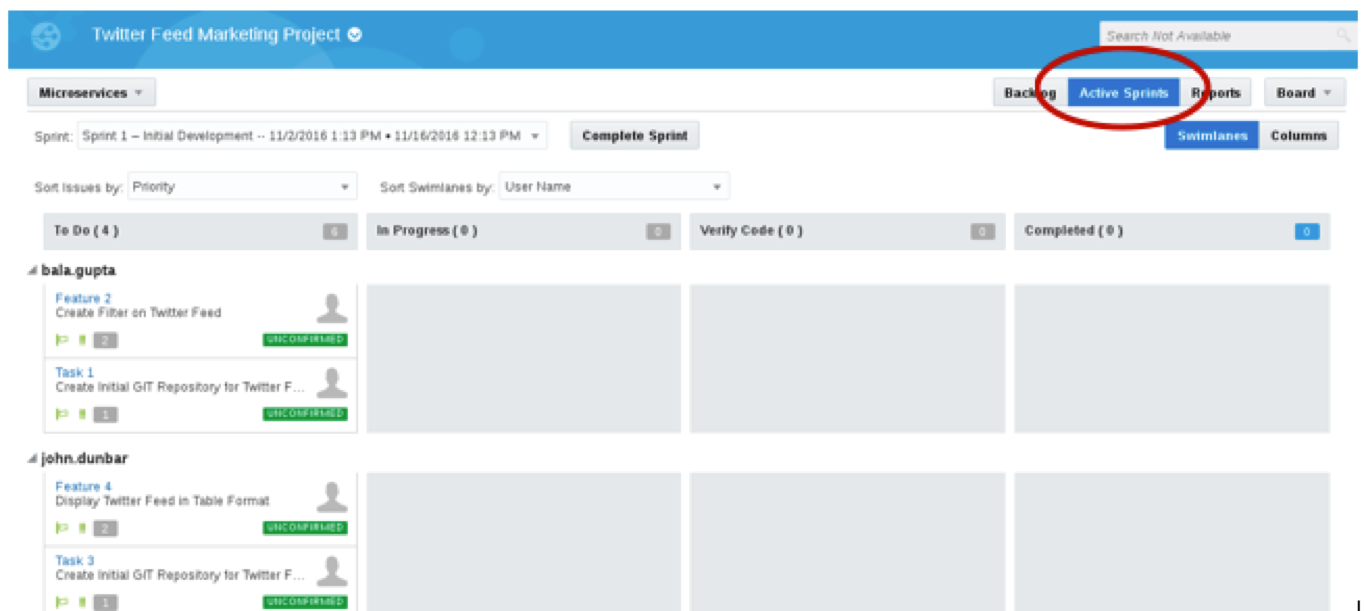 Twitter Feed Marketing Project
Search Not Available
Microservices
Backlog Active Sprints Reports Board
Sprint: Sprint 1 – Initial Development -- 11/2/2016 1:13 PM • 11/16/2016 12:13 PM Complete Sprint
Swimlanes Columns
Sort Issues by: Priority Sort Swimlanes by: User Name
To Do ( 4 ) 6 In Progress ( 0 ) 0 Verify Code ( 0 ) 0 Completed ( 0 ) 0
bala.gupta
Feature 2
Create Filter on Twitter Feed
2 UNCONFIRMED
Task 1
Create Initial GIT Repository for Twitter F...
1 UNCONFIRMED
john.dunbar
Feature 4
Display Twitter Feed in Table Format
2 UNCONFIRMED
Task 3
Create Initial GIT Repository for Twitter F...
1 UNCONFIRMED